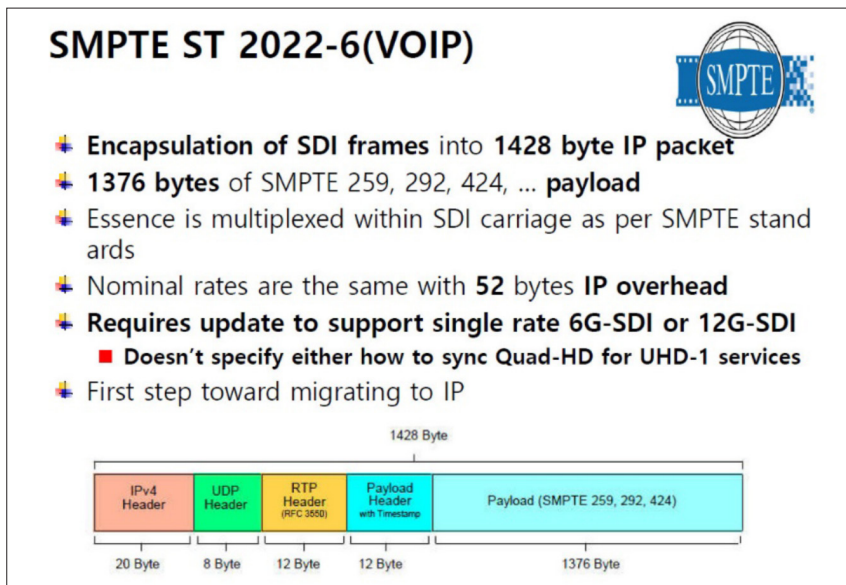 SMPTE ST 2022-6(VOIP)
SMPTE
Encapsulation of SDI frames into 1428 byte IP packet
1376 bytes of SMPTE 259, 292, 424, ... payload
Essence is multiplexed within SDI carriage as per SMPTE stand
ards
Nominal rates are the same with 52 bytes IP overhead
Requires update to support single rate 6G-SDI or 12G-SDI
Doesn't specify either how to sync Quad-HD for UHD-1 services
First step toward migrating to IP
1428 Byte
IPv4
Header
UDP
Header
RTP
Header
(RFC 3550)
Payload
Header
with Timestamp
Payload (SMPTE 259, 292, 424)
20 Byte
8 Byte
12 Byte
12 Byte
1376 Byte